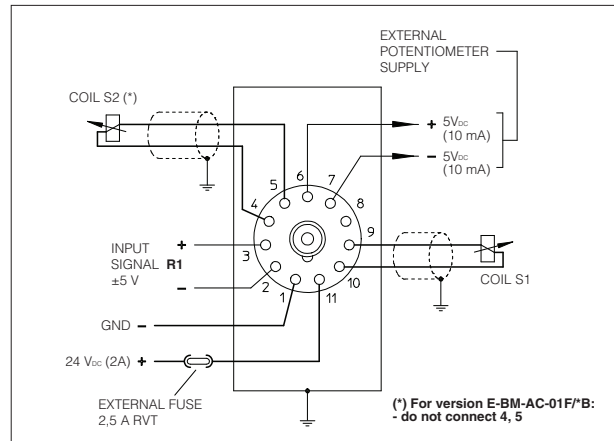 EXTERNAL
POTENTIOMETER
SUPPLY
COIL S2 (*)
+ 5VDC
(10 mA)
- 5VDC
(10 mA)
6
5
7
4
8
3
9
2
10
1
11
INPUT
SIGNAL R1
±5 V
+
-
COIL S1
GND -
24 VDC (2A) +
EXTERNAL FUSE
2,5 A RVT
(*) For version E-BM-AC-01F/*B:
- do not connect 4, 5